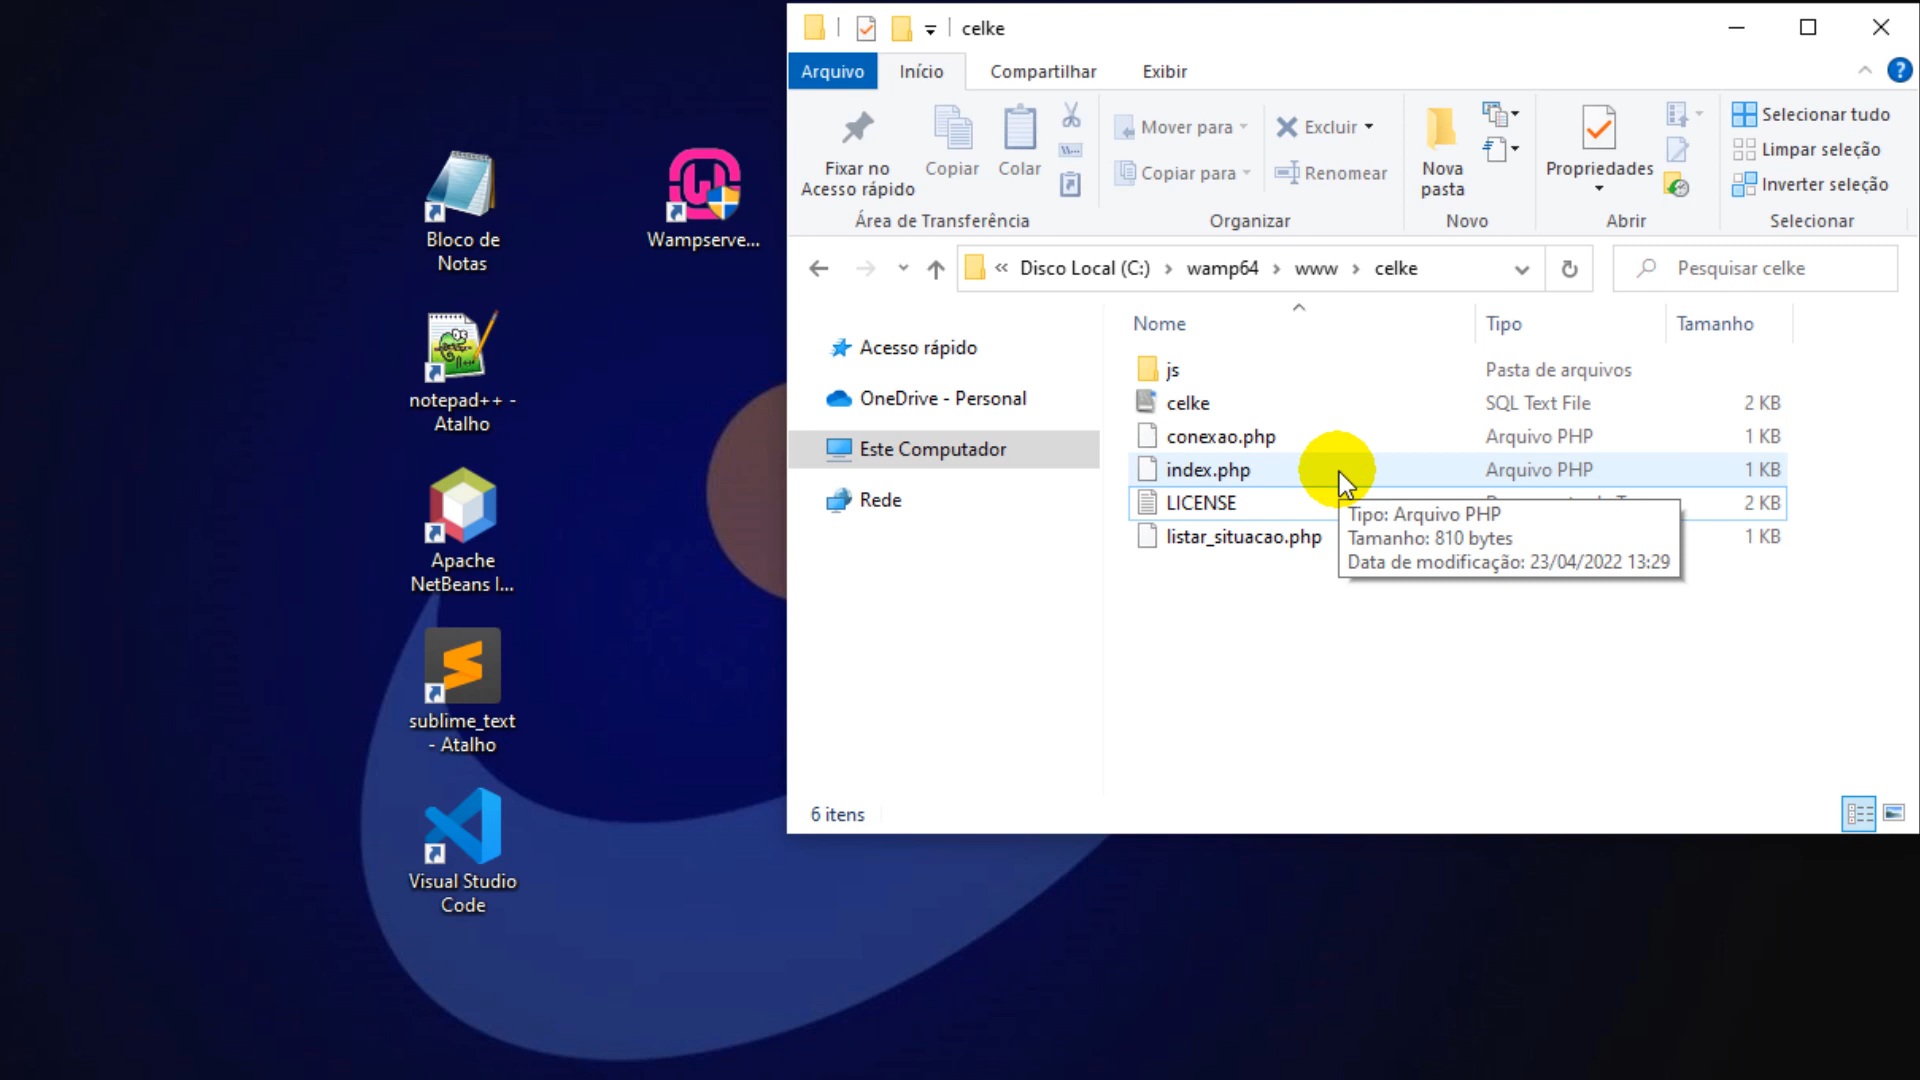 Bloco de
Notas
notepad++ -
Atalho
Apache
NetBeans I...
sublime_text
- Atalho
Visual Studio
Code
Wampserve...
celke
Arquivo
Início
Compartilhar
Exibir
Fixar no
Acesso rápido
Copiar
Colar
Área de Transferência
Mover para
Copiar para
Excluir
Renomear
Organizar
Nova
pasta
Novo
Propriedades
Abrir
Selecionar tudo
Limpar seleção
Inverter seleção
Selecionar
« Disco Local (C:) › wamp64 › www › celke
Pesquisar celke
Acesso rápido
OneDrive - Personal
Este Computador
Rede
Nome Tipo Tamanho
js Pasta de arquivos
celke SQL Text File 2 KB
conexao.php Arquivo PHP 1 KB
index.php Arquivo PHP 1 KB
LICENSE 2 KB
listar_situacao.php 1 KB
Tipo: Arquivo PHP
Tamanho: 810 bytes
Data de modificação: 23/04/2022 13:29
6 itens